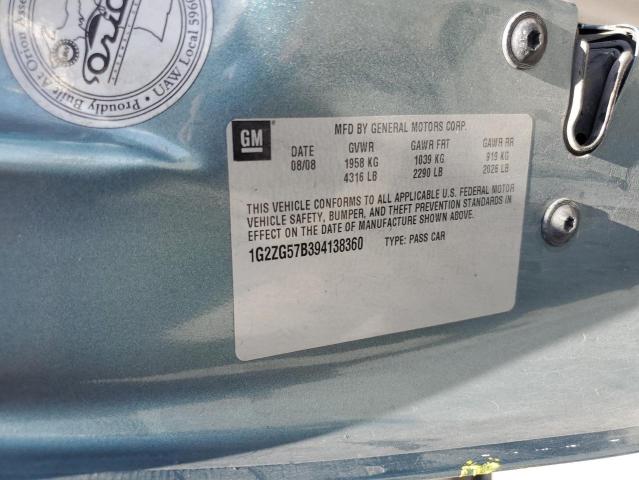 Proudly Built At Orion Asse
UAW Local 5960
Orio
GM
MFD BY GENERAL MOTORS CORP.
DATE GVWR GAWR FRT GAWR RR
08/08 1958 KG 1039 KG 919 KG
4316 LB 2290 LB 2026 LB
THIS VEHICLE CONFORMS TO ALL APPLICABLE U.S. FEDERAL MOTOR
VEHICLE SAFETY, BUMPER, AND THEFT PREVENTION STANDARDS IN
EFFECT ON THE DATE OF MANUFACTURE SHOWN ABOVE.
1G2ZG57B394138360 TYPE: PASS CAR